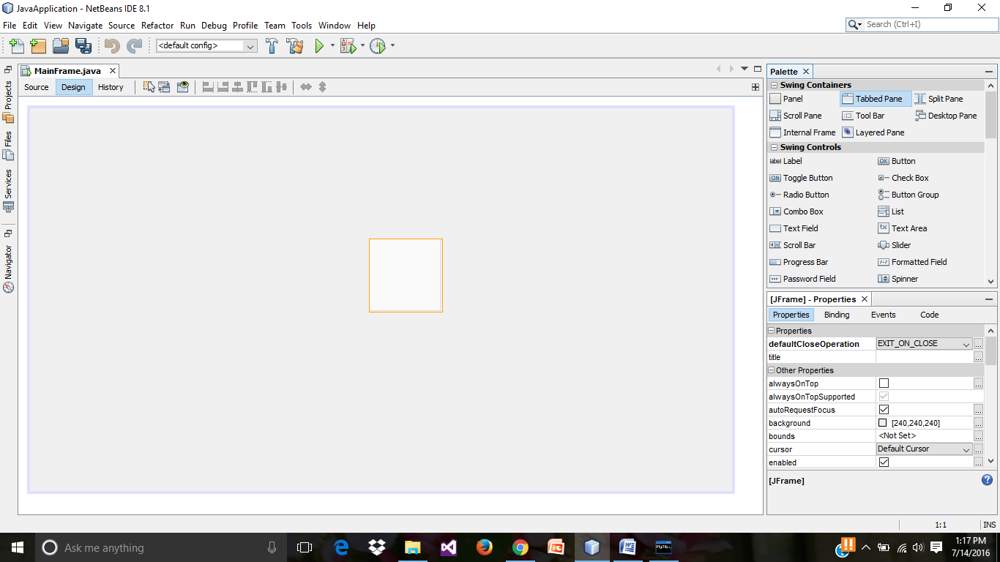 JavaApplication - NetBeans IDE 8.1
File Edit View Navigate Source Refactor Run Debug Profile Team Tools Window Help
Search (Ctrl+I)
<default config>
MainFrame.java
Source Design History
Projects
Files
Services
Navigator
Palette
Swing Containers
Panel Tabbed Pane Split Pane
Scroll Pane Tool Bar Desktop Pane
Internal Frame Layered Pane
Swing Controls
label Label OK Button
ON Toggle Button Check Box
Radio Button Button Group
Combo Box List
Text Field Text Area
Scroll Bar Slider
Progress Bar Formatted Field
Password Field Spinner
[JFrame] - Properties
Properties Binding Events Code
Properties
defaultCloseOperation EXIT_ON_CLOSE ...
title ...
Other Properties
alwaysOnTop ...
alwaysOnTopSupported
autoRequestFocus ...
background [240,240,240] ...
bounds <Not Set> ...
cursor Default Cursor ...
enabled ...
[JFrame]
1:1 INS
Ask me anything
MySQL
1:17 PM
7/14/2016